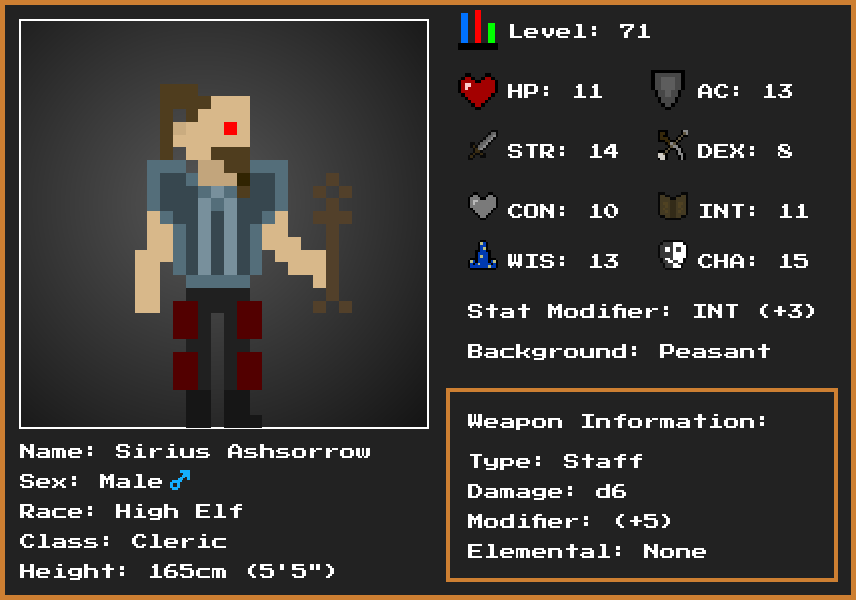 Level: 71
HP: 11 AC: 13
STR: 14 DEX: 8
CON: 10 INT: 11
WIS: 13 CHA: 15
Stat Modifier: INT (+3)
Background: Peasant
Weapon Information:
Type: Staff
Damage: d6
Modifier: (+5)
Elemental: None
Name: Sirius Ashsorrow
Sex: Male♂
Race: High Elf
Class: Cleric
Height: 165cm (5'5")